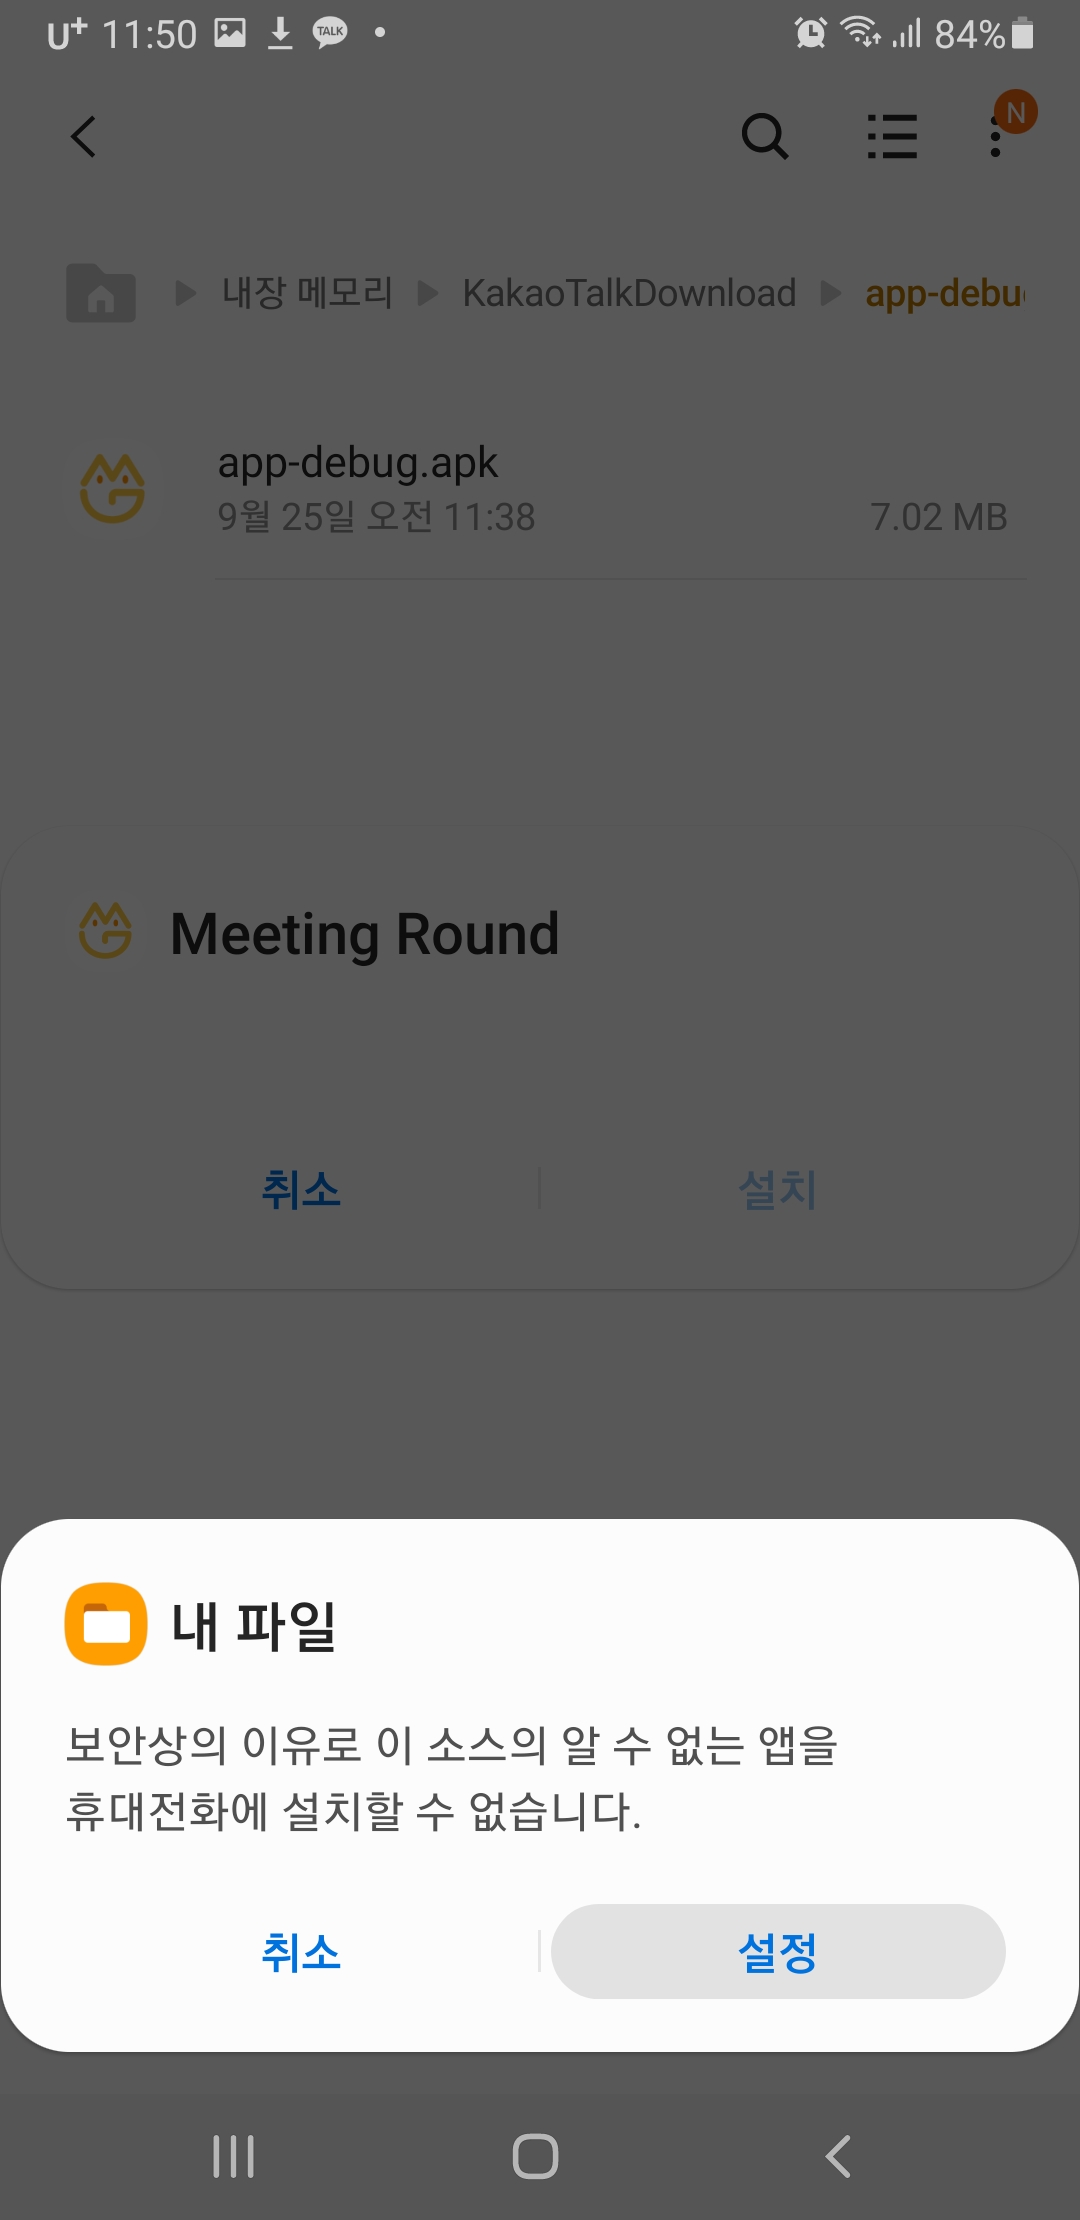 U+ 11:50 TALK 84%
N
내장 메모리 KakaoTalkDownload app-debu
app-debug.apk
9월 25일 오전 11:38 7.02 MB
Meeting Round
취소 설치
내 파일
보안상의 이유로 이 소스의 알 수 없는 앱을
휴대전화에 설치할 수 없습니다.
취소 설정